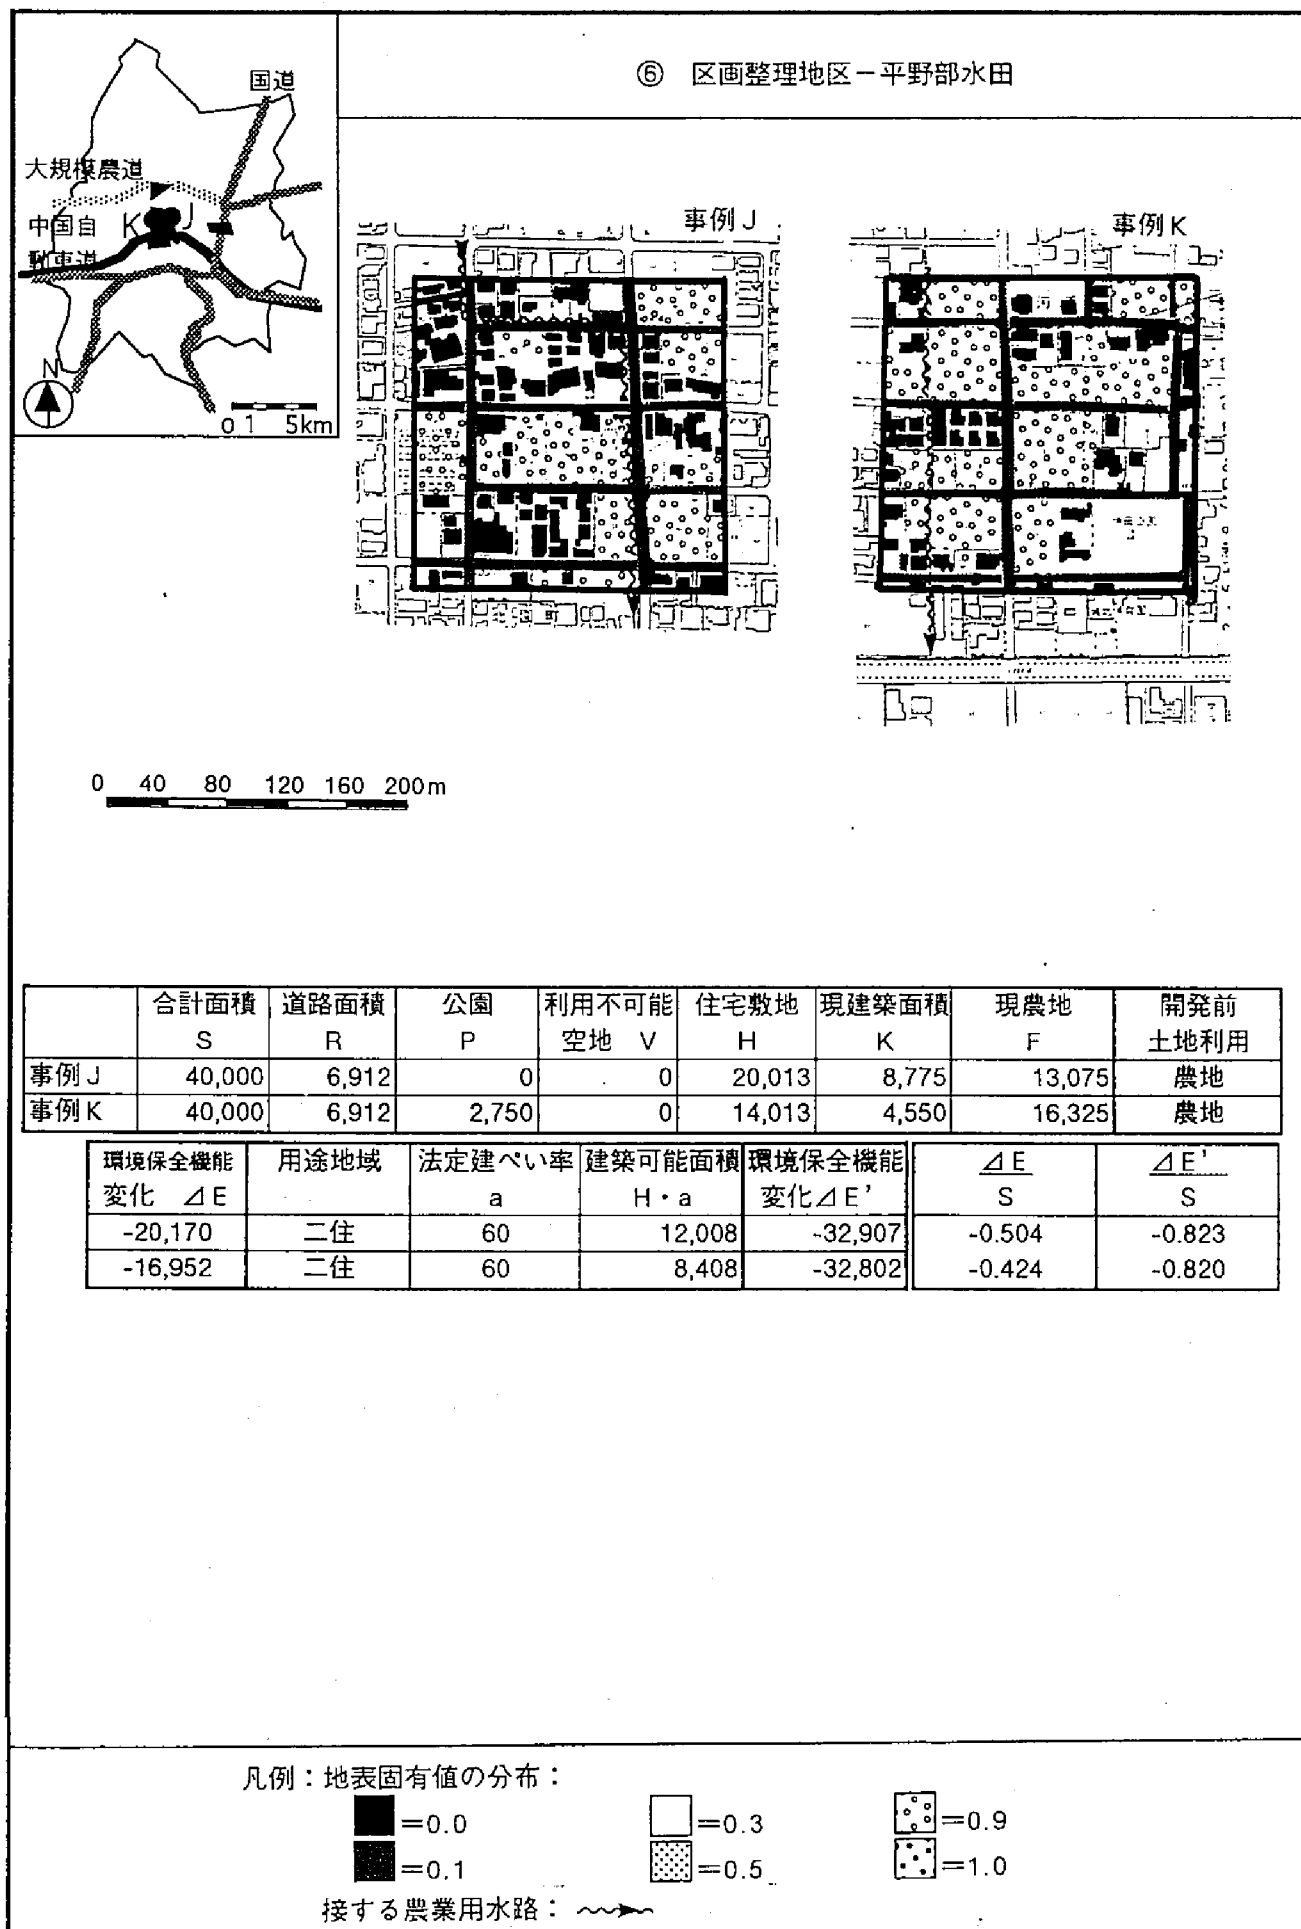 ⑥ 区画整理地区－平野部水田
国道
大規模農道
中国自
動車道
K J
N
0 1 5km
事例J
事例K
0 40 80 120 160 200m
合計面積 道路面積 公園 利用不可能 住宅敷地 現建築面積 現農地 開発前
S R P 空地 V H K F 土地利用
事例J 40,000 6,912 0 0 20,013 8,775 13,075 農地
事例K 40,000 6,912 2,750 0 14,013 4,550 16,325 農地
環境保全機能 用途地域 法定建ぺい率 建築可能面積 環境保全機能 ⊿E ⊿E'
変化 ⊿E a H・a 変化⊿E' S S
-20,170 二住 60 12,008 -32,907 -0.504 -0.823
-16,952 二住 60 8,408 -32,802 -0.424 -0.820
凡例：地表固有値の分布：
=0.0 =0.3 =0.9
=0.1 =0.5 =1.0
接する農業用水路：